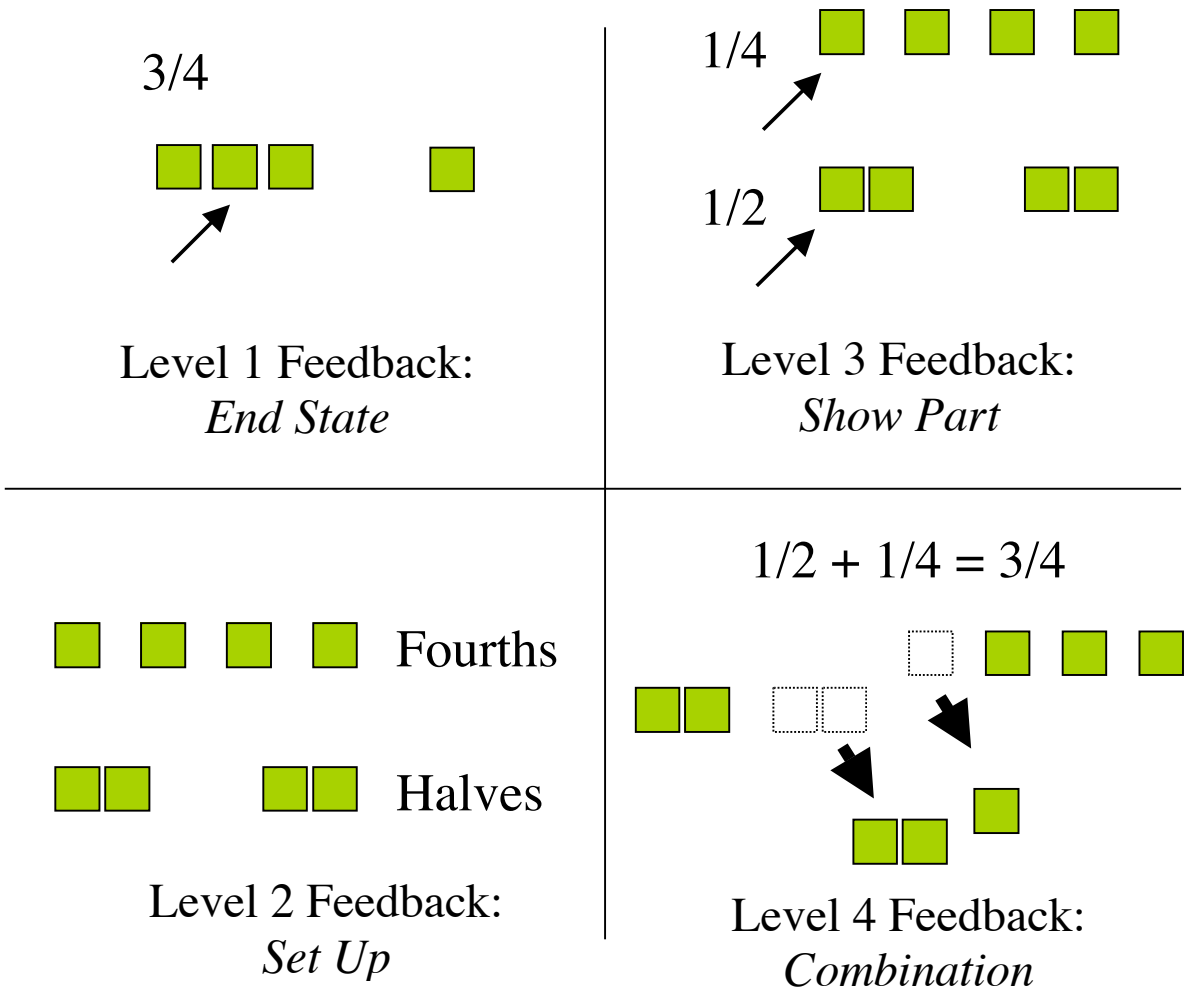 3/4
Level 1 Feedback:
End State
1/4
1/2
Level 3 Feedback:
Show Part
Fourths
Halves
Level 2 Feedback:
Set Up
1/2 + 1/4 = 3/4
Level 4 Feedback:
Combination